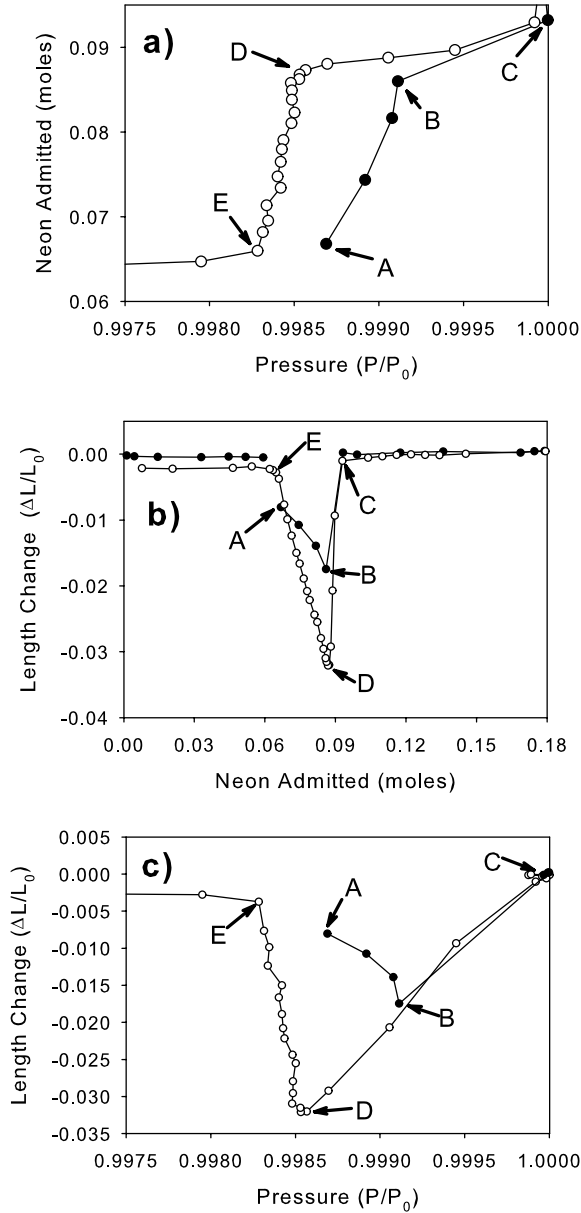 a)
Neon Admitted (moles)
0.09
0.08
0.07
0.06
D
C
B
E
A
0.9975 0.9980 0.9985 0.9990 0.9995 1.0000
Pressure (P/P₀)
b)
Length Change (ΔL/L₀)
0.00
-0.01
-0.02
-0.03
-0.04
E
C
A
B
D
0.00 0.03 0.06 0.09 0.12 0.15 0.18
Neon Admitted (moles)
c)
Length Change (ΔL/L₀)
0.005
0.000
-0.005
-0.010
-0.015
-0.020
-0.025
-0.030
-0.035
C
A
E
B
D
0.9975 0.9980 0.9985 0.9990 0.9995 1.0000
Pressure (P/P₀)